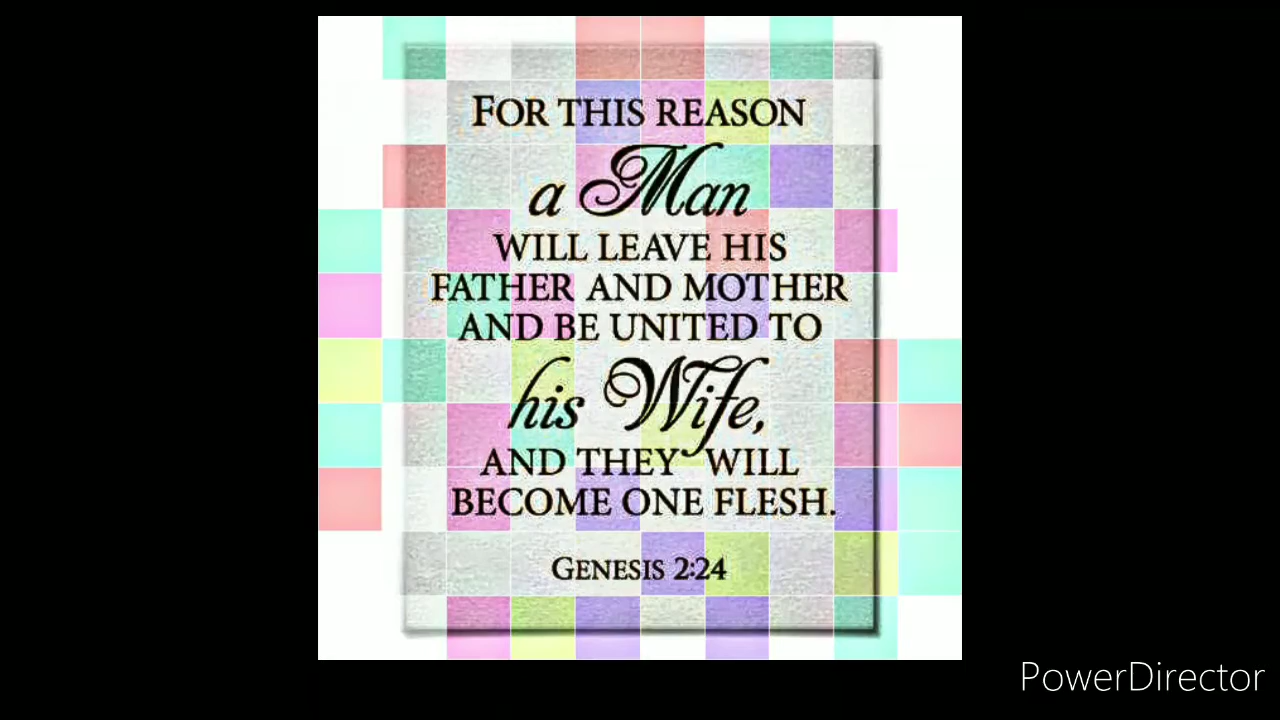 FOR THIS REASON
a Man
WILL LEAVE HIS
FATHER AND MOTHER
AND BE UNITED TO
his Wife,
AND THEY WILL
BECOME ONE FLESH.
GENESIS 2:24
PowerDirector